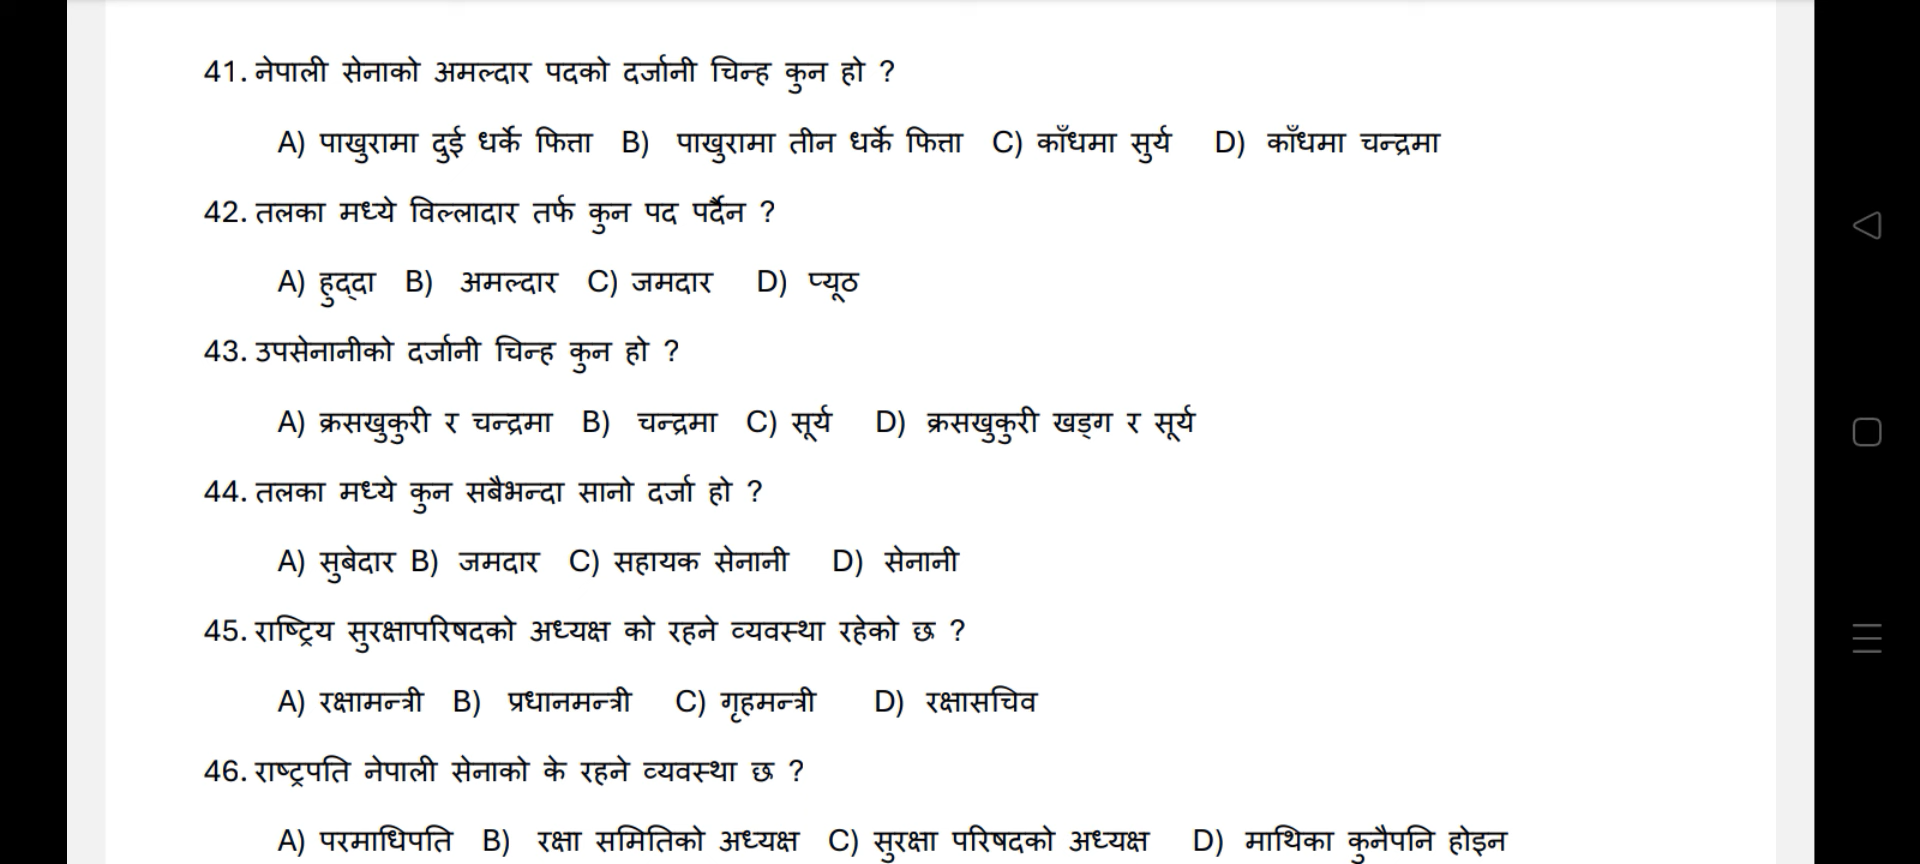 41. नेपाली सेनाको अमल्दार पदको दर्जानी चिन्ह कुन हो ?
A) पाखुरामा दुई धर्के फित्ता B) पाखुरामा तीन धर्के फित्ता C) काँधमा सुर्य D) काँधमा चन्द्रमा
42. तलका मध्ये विल्लादार तर्फ कुन पद पर्दैन ?
A) हुद्‌दा B) अमल्दार C) जमदार D) प्यूठ
43. उपसेनानीको दर्जानी चिन्ह कुन हो ?
A) क्रसखुकुरी र चन्द्रमा B) चन्द्रमा C) सूर्य D) क्रसखुकुरी खड्ग र सूर्य
44. तलका मध्ये कुन सबैभन्दा सानो दर्जा हो ?
A) सुबेदार B) जमदार C) सहायक सेनानी D) सेनानी
45. राष्ट्रिय सुरक्षापरिषदको अध्यक्ष को रहने व्यवस्था रहेको छ ?
A) रक्षामन्त्री B) प्रधानमन्त्री C) गृहमन्त्री D) रक्षासचिव
46. राष्ट्रपति नेपाली सेनाको के रहने व्यवस्था छ ?
A) परमाधिपति B) रक्षा समितिको अध्यक्ष C) सुरक्षा परिषदको अध्यक्ष D) माथिका कुनैपनि होइन